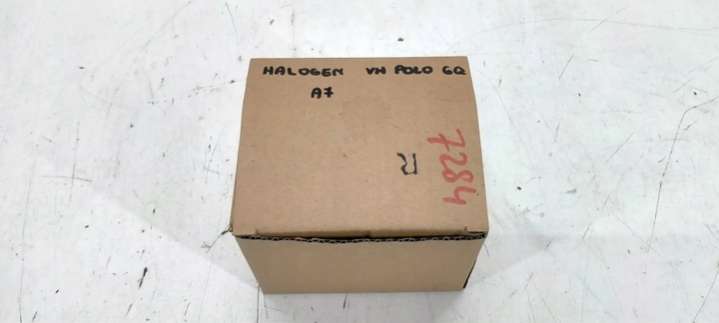 HALOGEN VW POLO 6Q
A7
R
7284